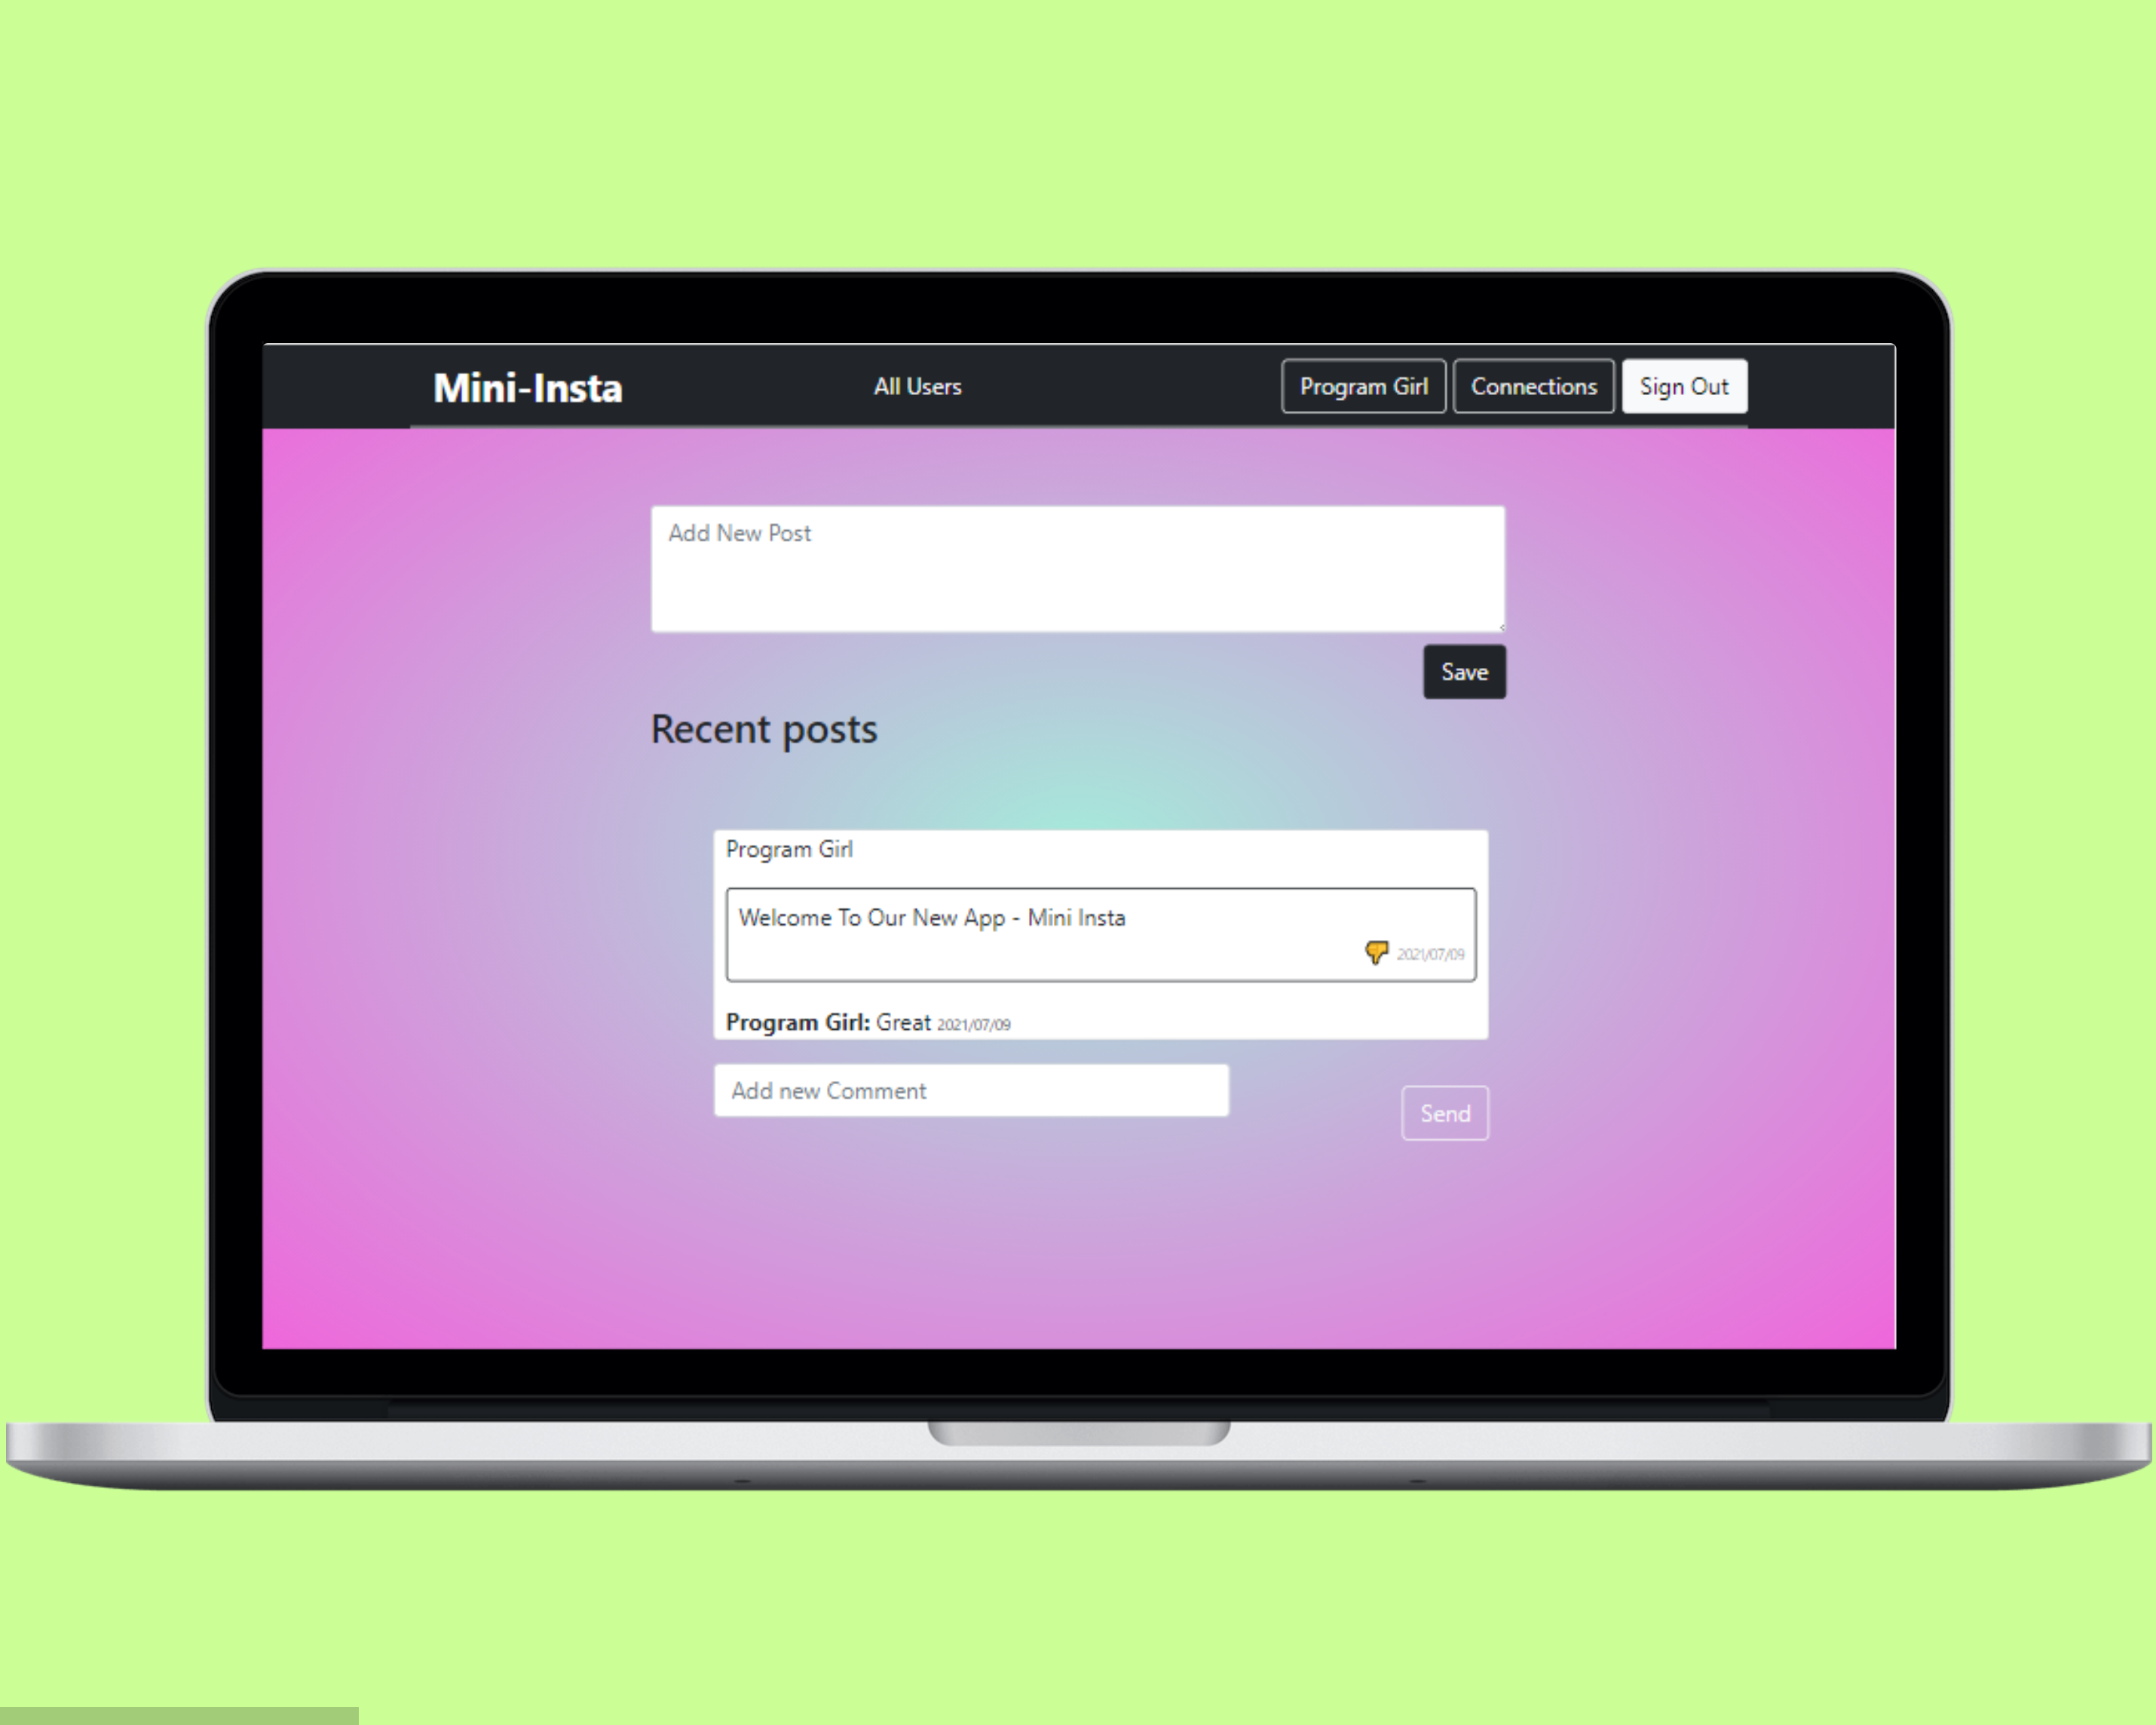 Mini-Insta All Users Program Girl Connections Sign Out
Add New Post
Save
Recent posts
Program Girl
Welcome To Our New App - Mini Insta
2021/07/09
Program Girl: Great 2021/07/09
Add new Comment
Send